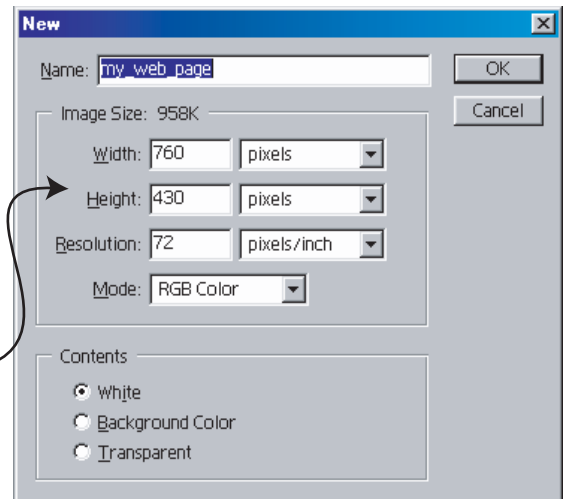 New
Name: my_web_page OK
Image Size: 958K Cancel
Width: 760 pixels
Height: 430 pixels
Resolution: 72 pixels/inch
Mode: RGB Color
Contents
White
Background Color
Transparent